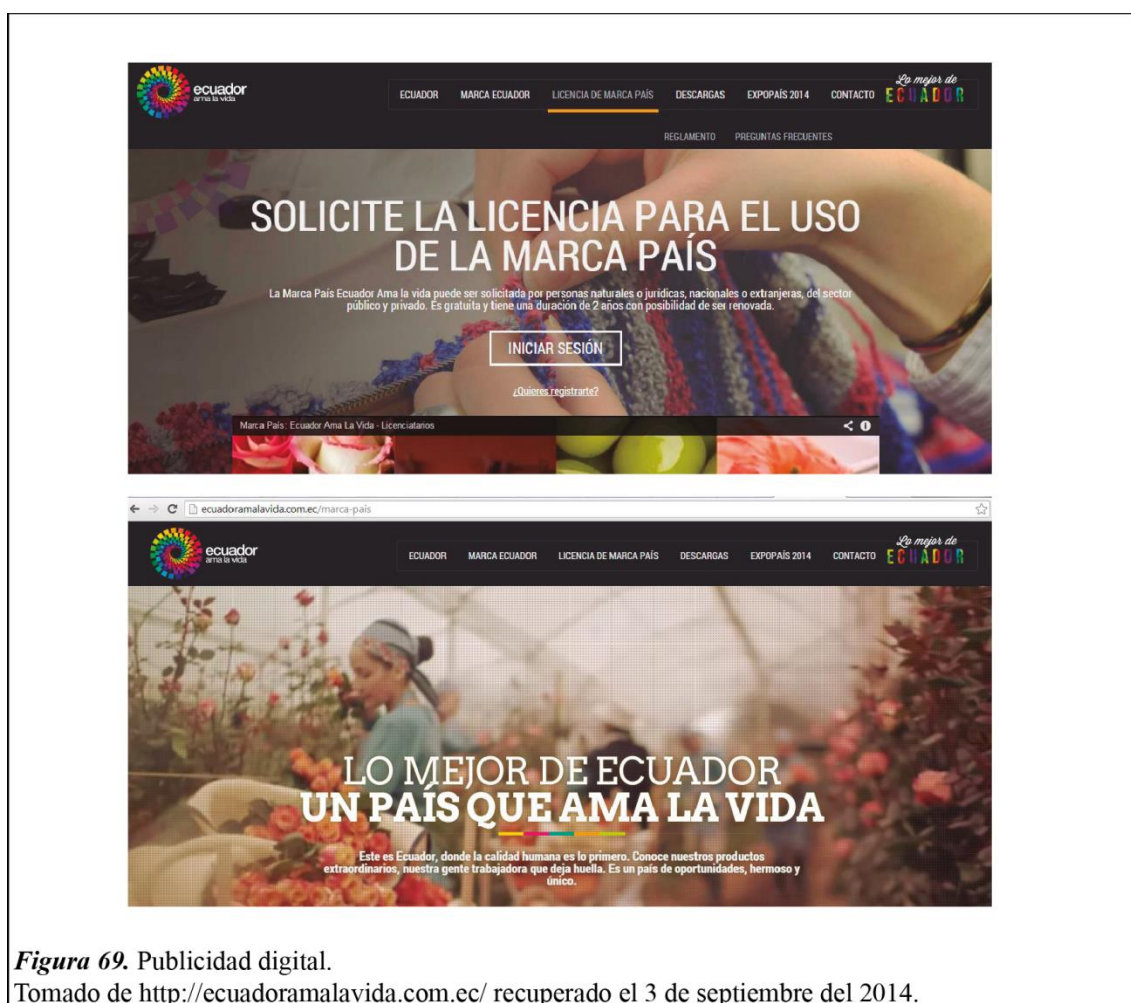 ecuador
ama la vida
ECUADOR MARCA ECUADOR LICENCIA DE MARCA PAÍS DESCARGAS EXPOPAÍS 2014 CONTACTO
Lo mejor de
ECUADOR
REGLAMENTO PREGUNTAS FRECUENTES
SOLICITE LA LICENCIA PARA EL USO
DE LA MARCA PAÍS
La Marca País Ecuador Ama la vida puede ser solicitada por personas naturales o jurídicas, nacionales o extranjeras, del sector
público y privado. Es gratuita y tiene una duración de 2 años con posibilidad de ser renovada.
INICIAR SESIÓN
¿Quieres registrarte?
Marca País: Ecuador Ama La Vida - Licenciatarios
ecuadoramalavida.com.ec/marca-pais
ecuador
ama la vida
ECUADOR MARCA ECUADOR LICENCIA DE MARCA PAÍS DESCARGAS EXPOPAÍS 2014 CONTACTO
Lo mejor de
ECUADOR
LO MEJOR DE ECUADOR
UN PAÍS QUE AMA LA VIDA
Este es Ecuador, donde la calidad humana es lo primero. Conoce nuestros productos
extraordinarios, nuestra gente trabajadora que deja huella. Es un país de oportunidades, hermoso y
único.
Figura 69. Publicidad digital.
Tomado de http://ecuadoramalavida.com.ec/ recuperado el 3 de septiembre del 2014.